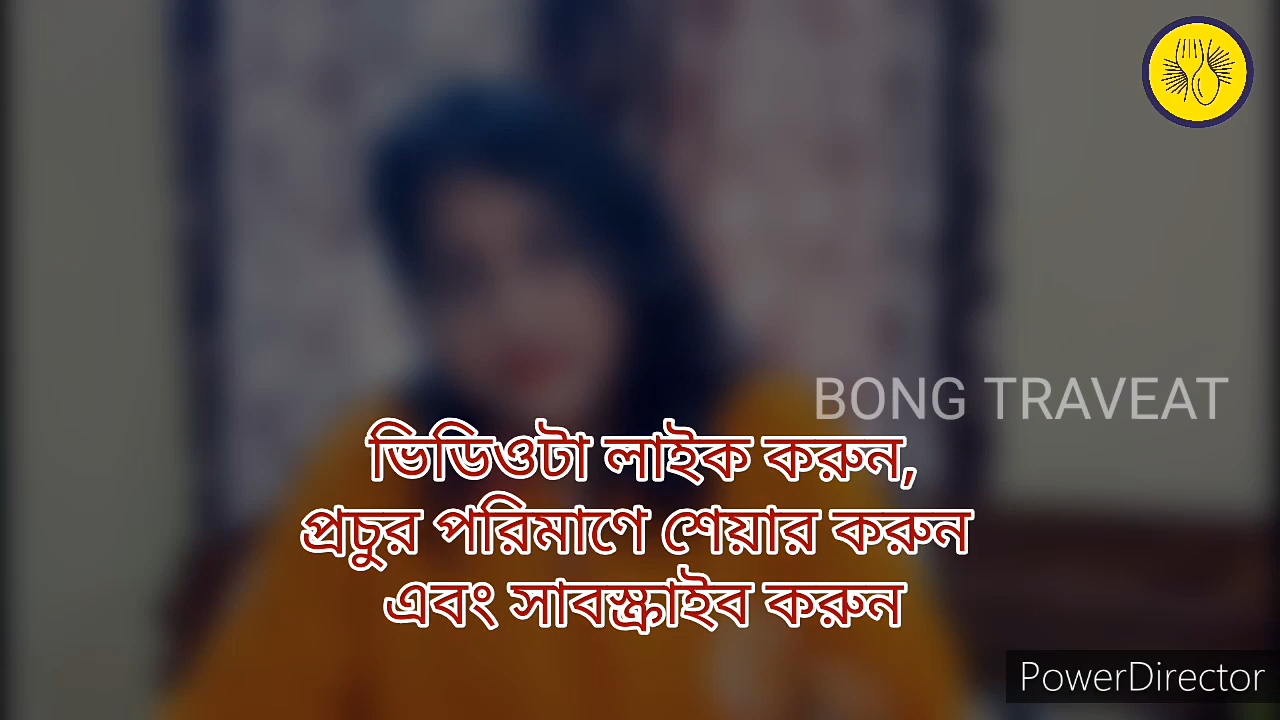 BONG TRAVEAT
ভিডিওটা লাইক করুন,
প্রচুর পরিমাণে শেয়ার করুন
এবং সাবস্ক্রাইব করুন
PowerDirector